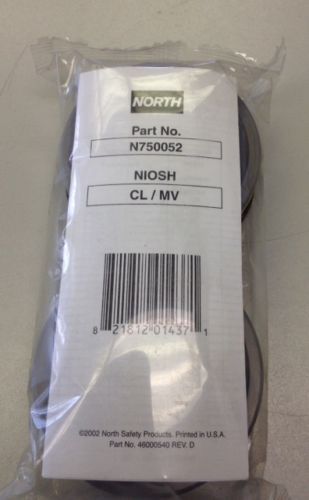 NORTH
Part No.
N750052
NIOSH
CL / MV
8 21812 01437 1
©2002 North Safety Products. Printed in U.S.A.
Part No. 46000540 REV. D